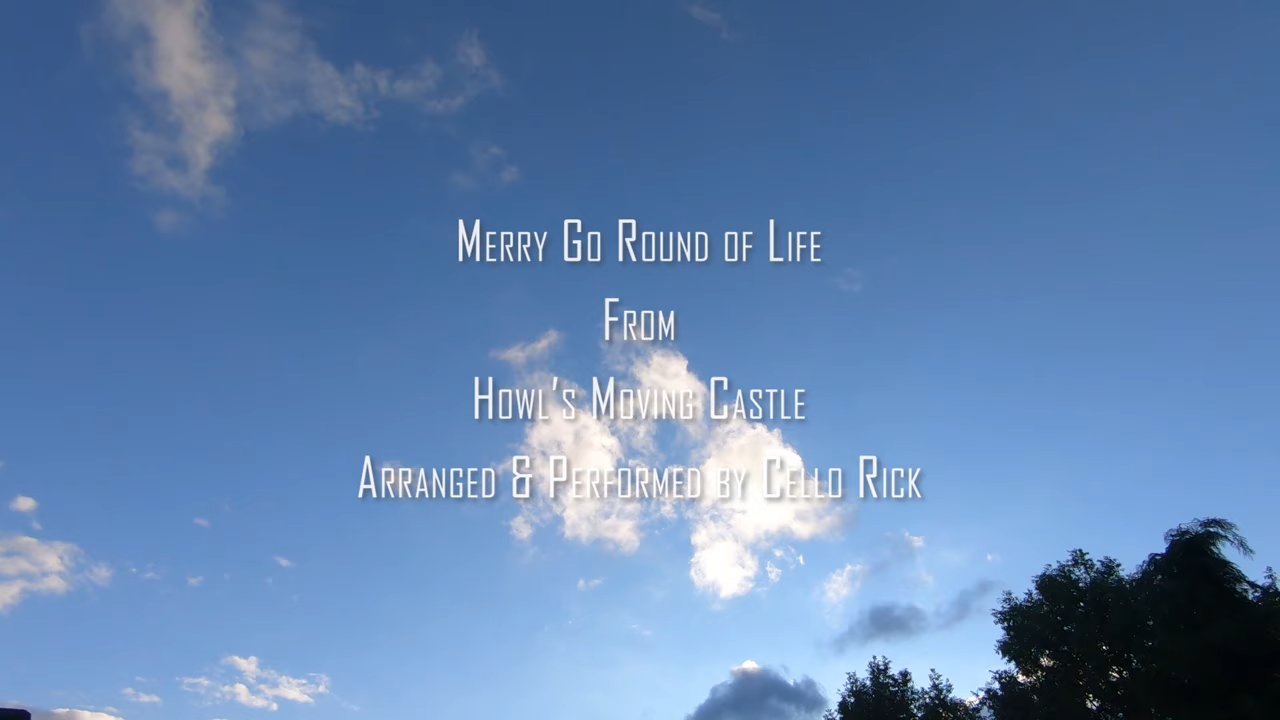 Merry Go Round of Life
From
Howl's Moving Castle
Arranged & Performed by Cello Rick